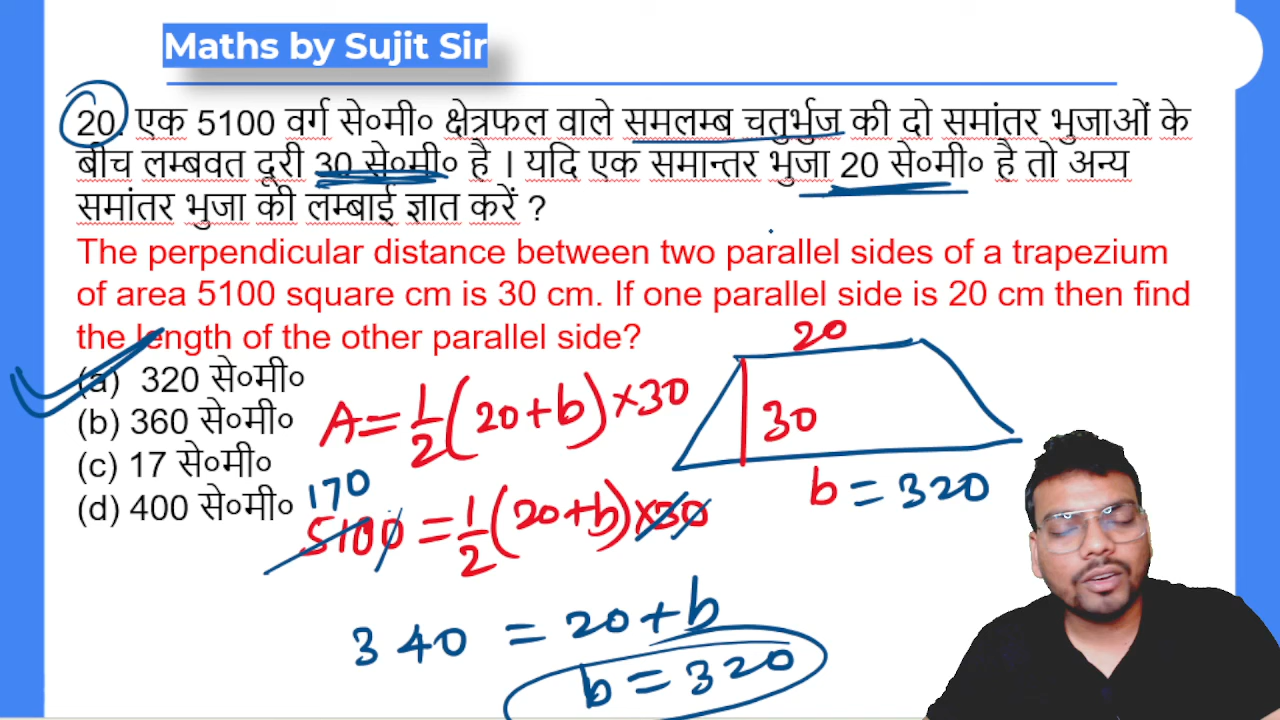 Maths by Sujit Sir
20. एक 5100 वर्ग से०मी० क्षेत्रफल वाले समलम्ब चतुर्भुज की दो समांतर भुजाओं के
बीच लम्बवत दूरी 30 से०मी० है । यदि एक समान्तर भुजा 20 से०मी० है तो अन्य
समांतर भुजा की लम्बाई ज्ञात करें ?
The perpendicular distance between two parallel sides of a trapezium
of area 5100 square cm is 30 cm. If one parallel side is 20 cm then find
the length of the other parallel side?
(a) 320 से०मी०
(b) 360 से०मी०
(c) 17 से०मी०
(d) 400 से०मी०
20
30
b = 320
A = 1/2 (20+b) × 30
170
5100 = 1/2 (20+b) × 30
340 = 20 + b
b = 320